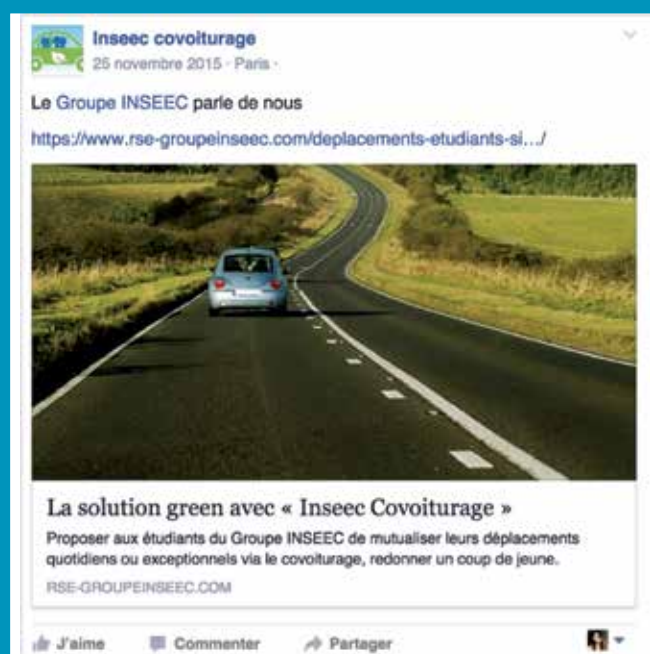 Inseec covoiturage
25 novembre 2015 · Paris ·
Le Groupe INSEEC parle de nous
https://www.rse-groupeinseec.com/deplacements-etudiants-si…/
La solution green avec « Inseec Covoiturage »
Proposer aux étudiants du Groupe INSEEC de mutualiser leurs déplacements
quotidiens ou exceptionnels via le covoiturage, redonner un coup de jeune.
RSE-GROUPEINSEEC.COM
J'aime Commenter Partager